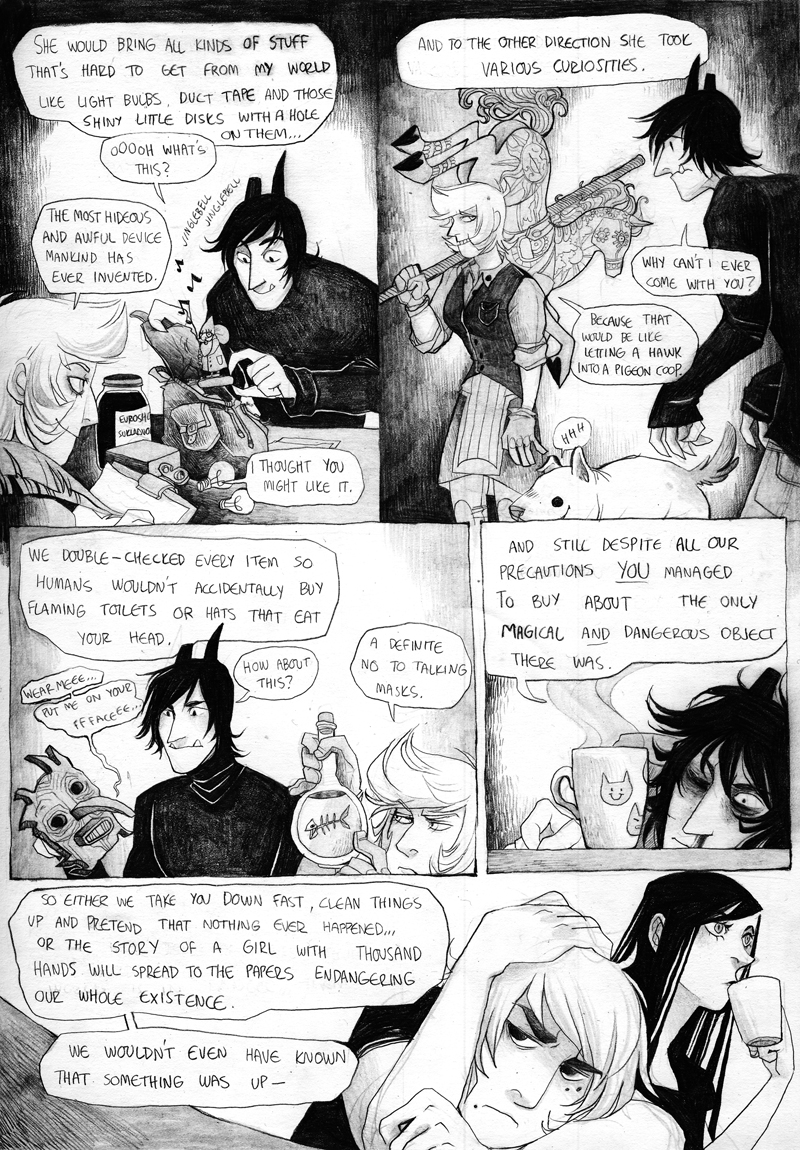 SHE WOULD BRING ALL KINDS OF STUFF
THAT'S HARD TO GET FROM MY WORLD
LIKE LIGHT BULBS, DUCT TAPE AND THOSE
SHINY LITTLE DISKS WITH A HOLE
ON THEM...
OOOOH WHAT'S
THIS?
JINGLEBELL
JINGLEBELL
THE MOST HIDEOUS
AND AWFUL DEVICE
MANKIND HAS
EVER INVENTED.
I THOUGHT YOU
MIGHT LIKE IT.
AND TO THE OTHER DIRECTION SHE TOOK
VARIOUS CURIOSITIES.
WHY CAN'T I EVER
COME WITH YOU?
BECAUSE THAT
WOULD BE LIKE
LETTING A HAWK
INTO A PIGEON COOP.
HHH
WE DOUBLE-CHECKED EVERY ITEM SO
HUMANS WOULDN'T ACCIDENTALLY BUY
FLAMING TOILETS OR HATS THAT EAT
YOUR HEAD.
WEAR MEEE...
PUT ME ON YOUR
FFFACEEE...
HOW ABOUT
THIS?
A DEFINITE
NO TO TALKING
MASKS.
AND STILL DESPITE ALL OUR
PRECAUTIONS YOU MANAGED
TO BUY ABOUT THE ONLY
MAGICAL AND DANGEROUS OBJECT
THERE WAS.
SO EITHER WE TAKE YOU DOWN FAST, CLEAN THINGS
UP AND PRETEND THAT NOTHING EVER HAPPENED...
OR THE STORY OF A GIRL WITH THOUSAND
HANDS WILL SPREAD TO THE PAPERS ENDANGERING
OUR WHOLE EXISTENCE.
WE WOULDN'T EVEN HAVE KNOWN
THAT SOMETHING WAS UP—